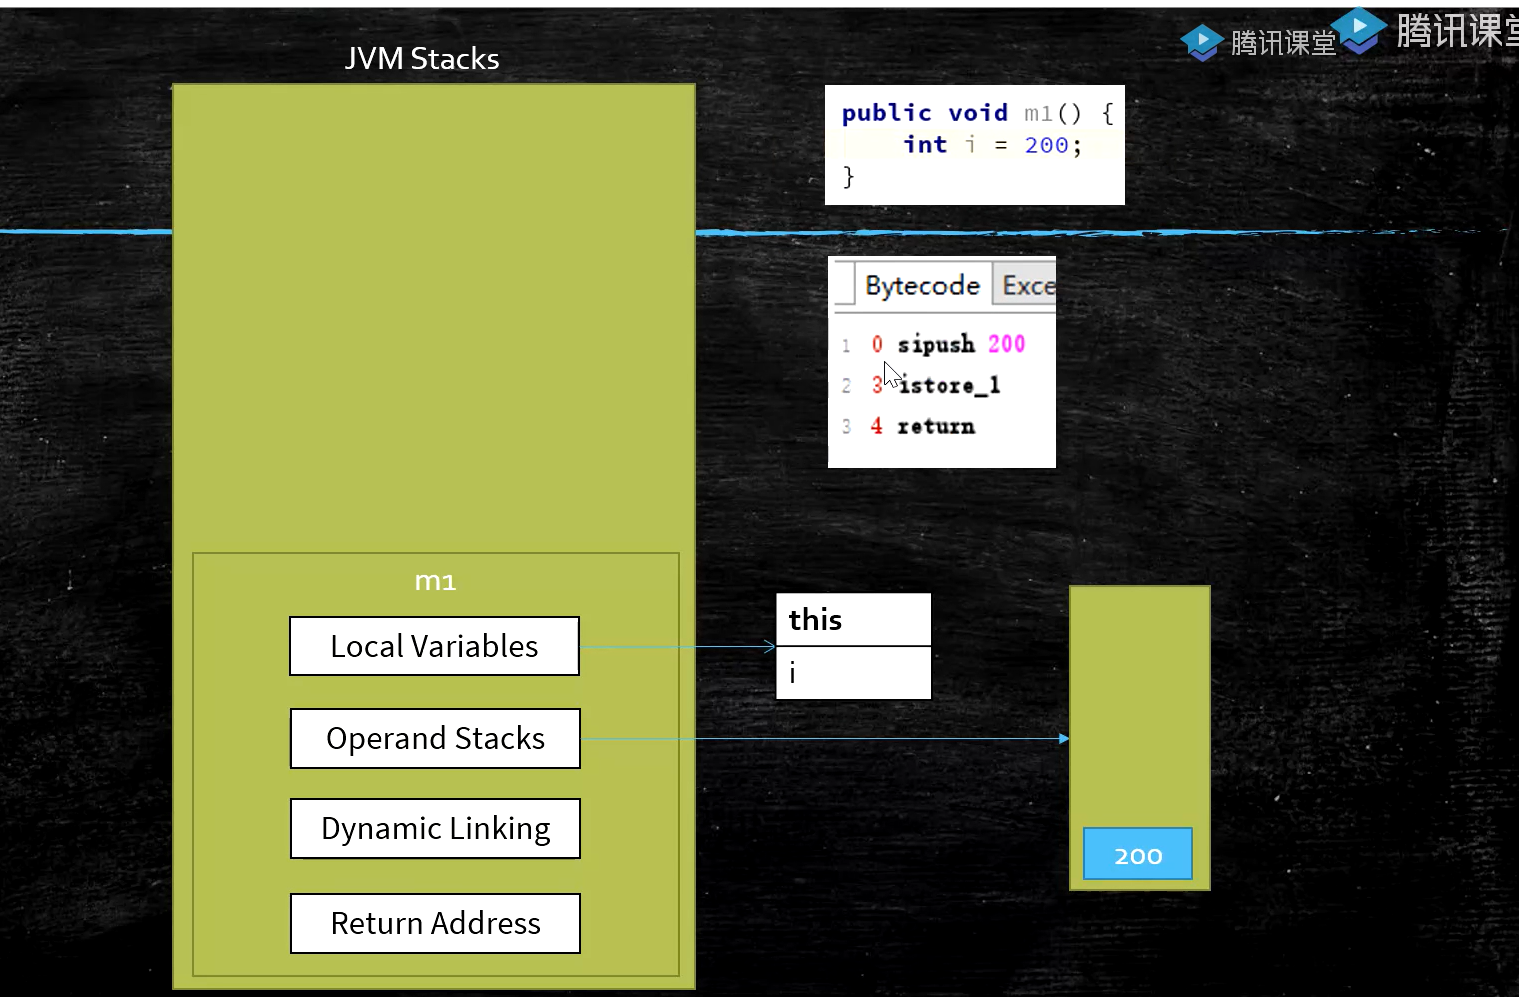 腾讯课堂
腾讯课堂
JVM Stacks
public void m1() {
int i = 200;
}
Bytecode Exce
1 0 sipush 200
2 3 istore_1
3 4 return
m1
Local Variables
this
i
Operand Stacks
Dynamic Linking
200
Return Address